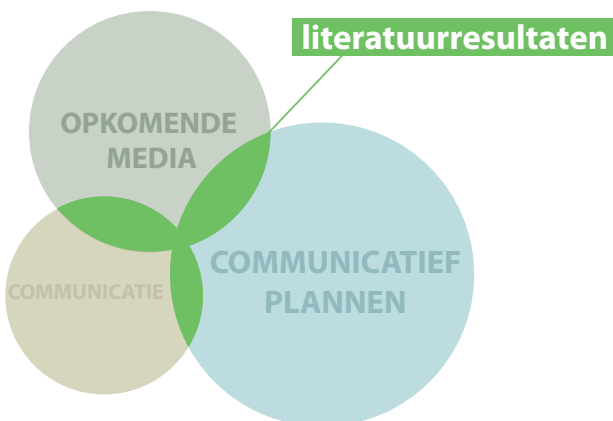 literatuurresultaten
OPKOMENDE
MEDIA
COMMUNICATIEF
PLANNEN
COMMUNICATIE